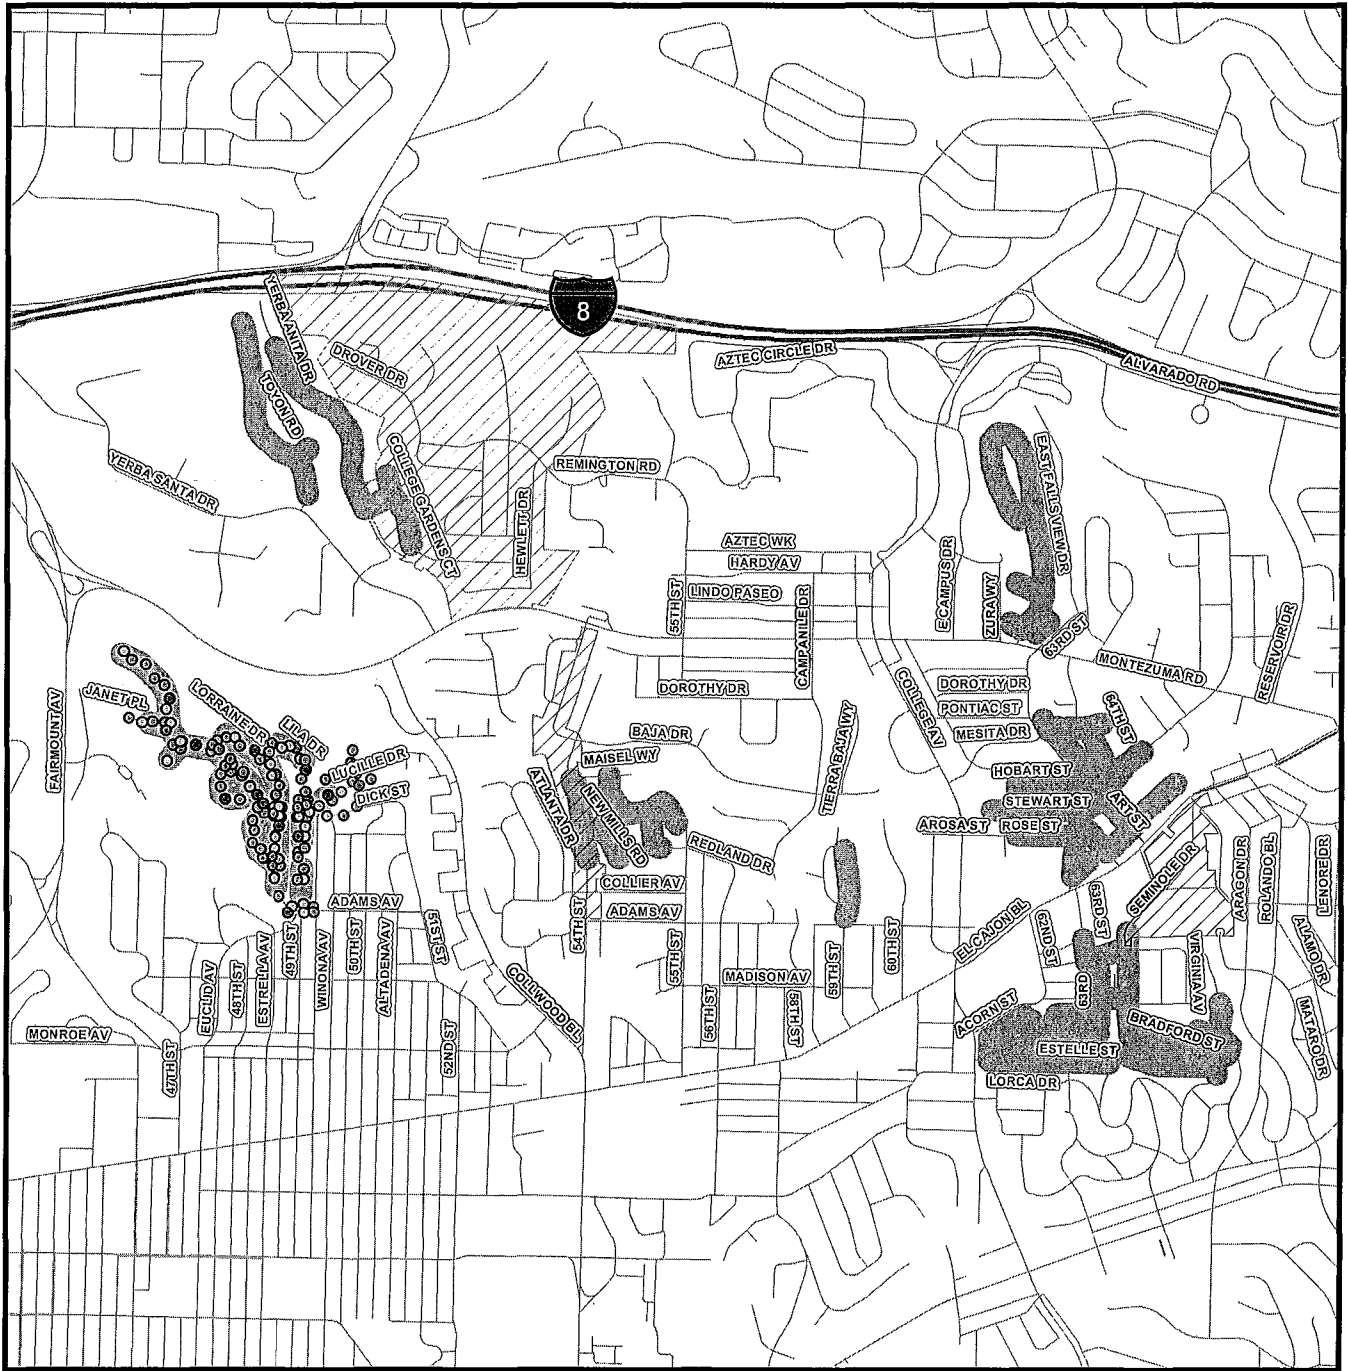 8
YERBA ANITA DR
DROVER DR
AZTEC CIRCLE DR
ALVARADO RD
TOYON RD
YERBA SANTA DR
COLLEGE GARDENS CT
REMINGTON RD
HEWLETT DR
EAST FALLS VIEW DR
AZTEC WK
HARDY AV
LINDO PASEO
55TH ST
CAMPANILE DR
E CAMPUS DR
ZURA WY
63RD ST
MONTEZUMA RD
RESERVOIR DR
FAIRMOUNT AV
JANET PL
LORRAINE DR
LILA DR
LUCILLE DR
DICK ST
DOROTHY DR
DOROTHY DR
PONTIAC ST
MESITA DR
COLLEGE AV
64TH ST
BAJA DR
MAISEL WY
TIERRA BAJA WY
ATLANTA DR
NEW MILLS RD
REDLAND DR
HOBART ST
STEWART ST
AROSA ST
ROSE ST
ART ST
SEMINOLE DR
ARAGON DR
ROLANDO BL
LENORE DR
ALAMO DR
MATARO DR
COLLIER AV
ADAMS AV
ADAMS AV
54TH ST
55TH ST
56TH ST
MADISON AV
58TH ST
59TH ST
60TH ST
EL CAJON BL
62ND ST
63RD ST
63RD
VIRGINIA AV
BRADFORD ST
ACORN ST
ESTELLE ST
LORCA DR
EUCLID AV
48TH ST
ESTRELLA AV
49TH ST
WINONA AV
50TH ST
ALTADENA AV
51ST ST
52ND ST
COLLWOOD BL
MONROE AV
47TH ST